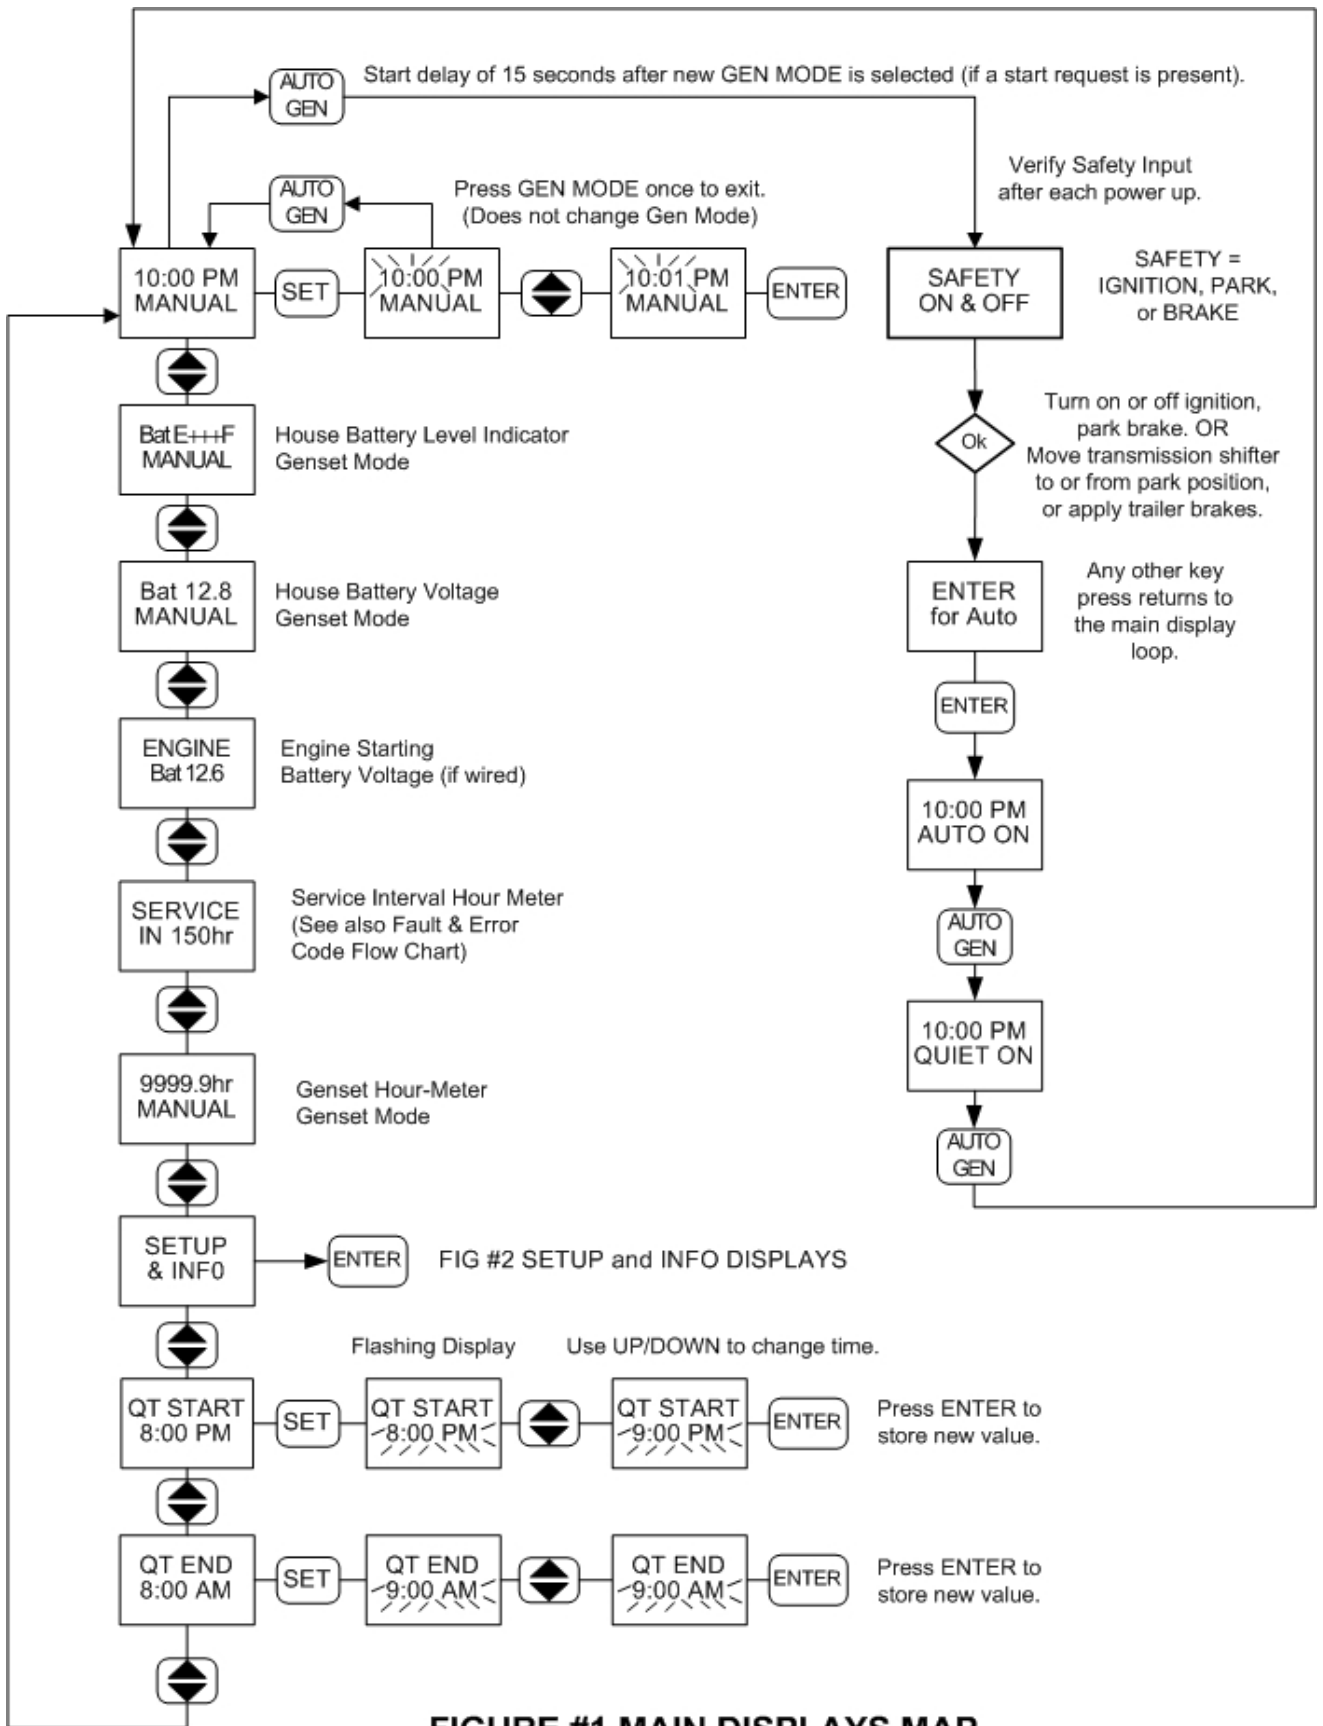 AUTO
GEN
Start delay of 15 seconds after new GEN MODE is selected (if a start request is present).
Verify Safety Input
after each power up.
AUTO
GEN
Press GEN MODE once to exit.
(Does not change Gen Mode)
10:00 PM
MANUAL
SET
10:00 PM
MANUAL
10:01 PM
MANUAL
ENTER
SAFETY
ON & OFF
SAFETY =
IGNITION, PARK,
or BRAKE
Bat E+++F
MANUAL
House Battery Level Indicator
Genset Mode
Ok
Turn on or off ignition,
park brake. OR
Move transmission shifter
to or from park position,
or apply trailer brakes.
Bat 12.8
MANUAL
House Battery Voltage
Genset Mode
ENTER
for Auto
Any other key
press returns to
the main display
loop.
ENTER
ENGINE
Bat 12.6
Engine Starting
Battery Voltage (if wired)
10:00 PM
AUTO ON
SERVICE
IN 150hr
Service Interval Hour Meter
(See also Fault & Error
Code Flow Chart)
AUTO
GEN
10:00 PM
QUIET ON
9999.9hr
MANUAL
Genset Hour-Meter
Genset Mode
AUTO
GEN
SETUP
& INF0
ENTER
FIG #2 SETUP and INFO DISPLAYS
Flashing Display
Use UP/DOWN to change time.
QT START
8:00 PM
SET
QT START
8:00 PM
QT START
9:00 PM
ENTER
Press ENTER to
store new value.
QT END
8:00 AM
SET
QT END
9:00 AM
QT END
9:00 AM
ENTER
Press ENTER to
store new value.
FIGURE #1 MAIN DISPLAYS MAP